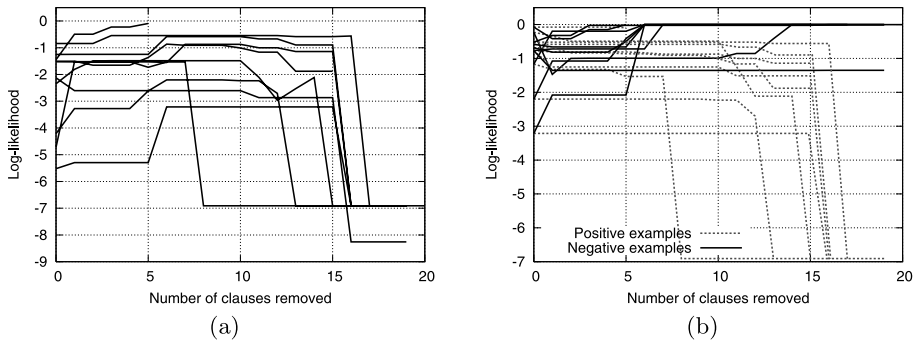 0
-1
-2
-3
-4
-5
-6
-7
-8
-9
Log-likelihood
0 5 10 15 20
Number of clauses removed
(a)
0
-1
-2
-3
-4
-5
-6
-7
Log-likelihood
Positive examples
Negative examples
0 5 10 15 20
Number of clauses removed
(b)